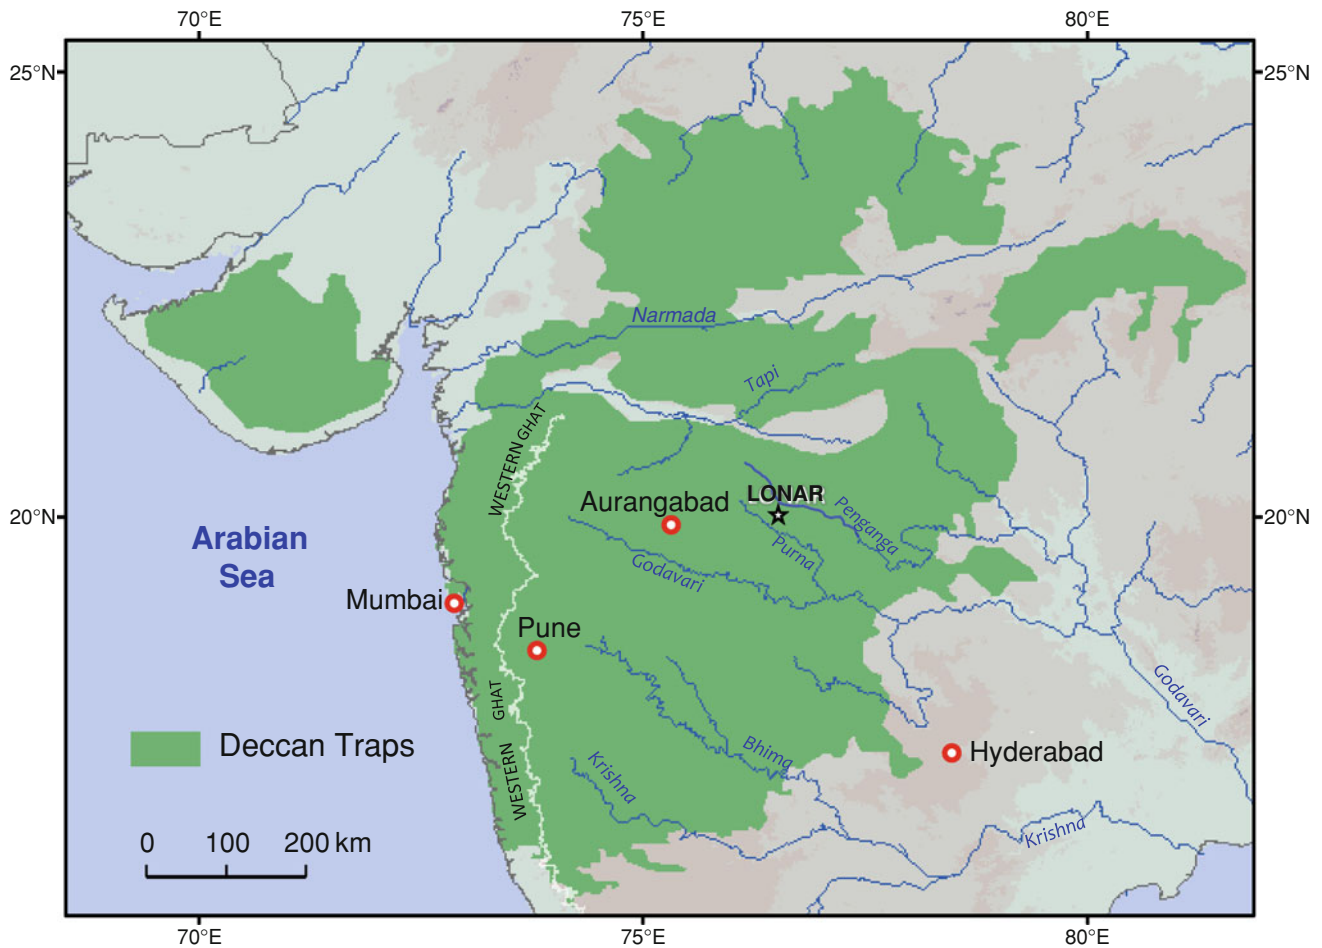 70°E
75°E
80°E
25°N
25°N
Narmada
Tapi
WESTERN GHAT
LONAR
Aurangabad
Penganga
20°N
20°N
Purna
Arabian
Sea
Godavari
Mumbai
Pune
Godavari
WESTERN GHAT
Deccan Traps
Bhima
Hyderabad
Krishna
Krishna
0 100 200 km
70°E
75°E
80°E